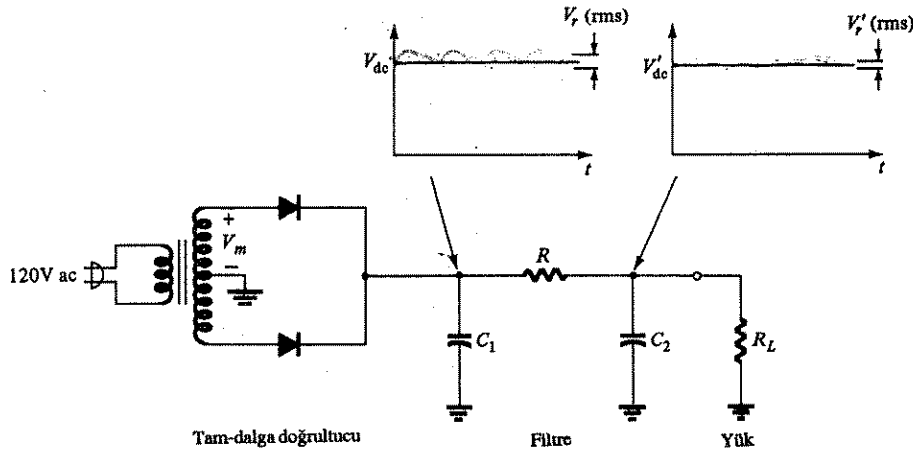 V_r (rms)
V_dc
t
V'_r (rms)
V'_dc
t
+
V_m
−
120V ac
R
C_1
C_2
R_L
Tam-dalga doğrultucu
Filtre
Yük